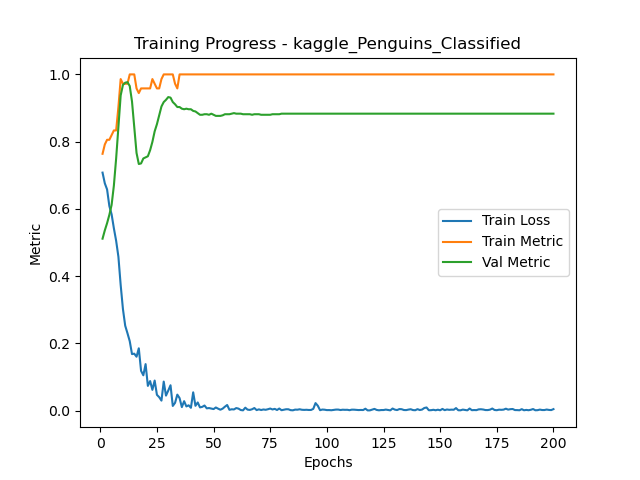 Training Progress - kaggle_Penguins_Classified
Metric
1.0
0.8
0.6
0.4
0.2
0.0
Train Loss
Train Metric
Val Metric
0 25 50 75 100 125 150 175 200
Epochs